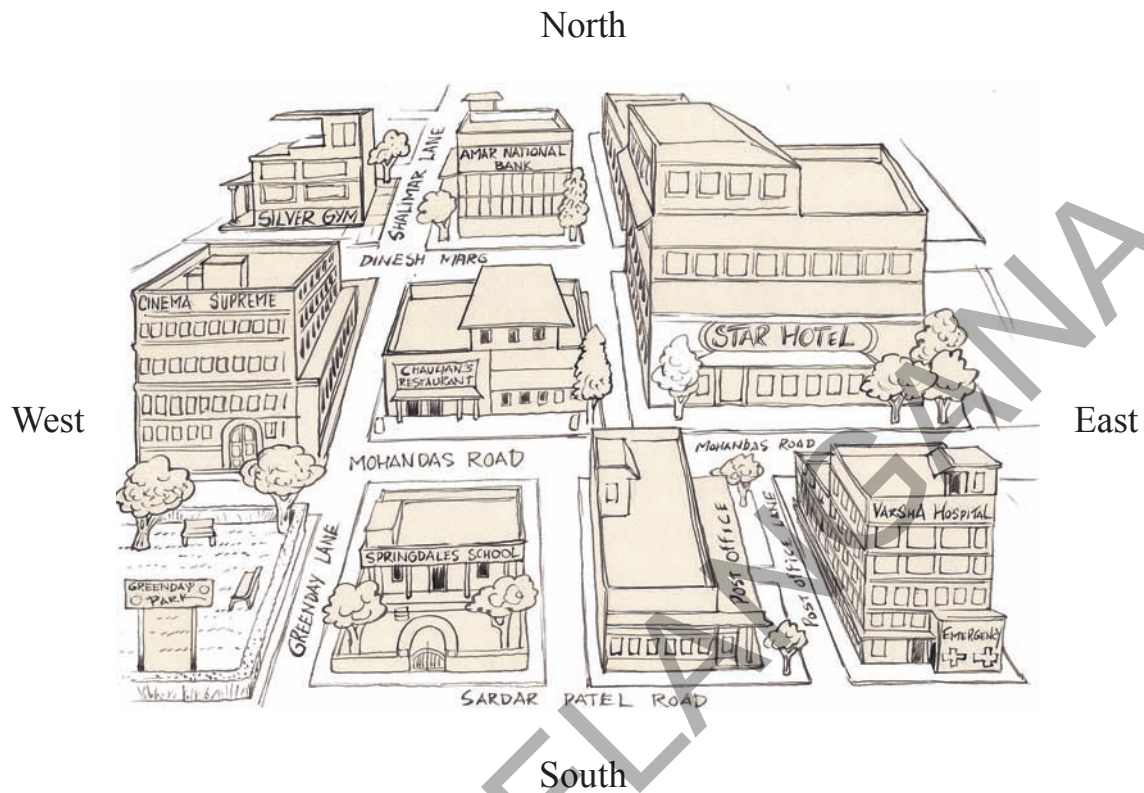 North
SHALIMAR LANE
AMAR NATIONAL
BANK
SILVER GYM
DINESH MARG
CINEMA SUPREME
STAR HOTEL
CHAUHAN'S
RESTAURANT
West
East
MOHANDAS ROAD
MOHANDAS ROAD
SPRINGDALES SCHOOL
POST OFFICE
POST OFFICE LANE
VARSHA HOSPITAL
GREENDAY
PARK
GREENDAY LANE
EMERGENCY
SARDAR PATEL ROAD
South
TELANGANA